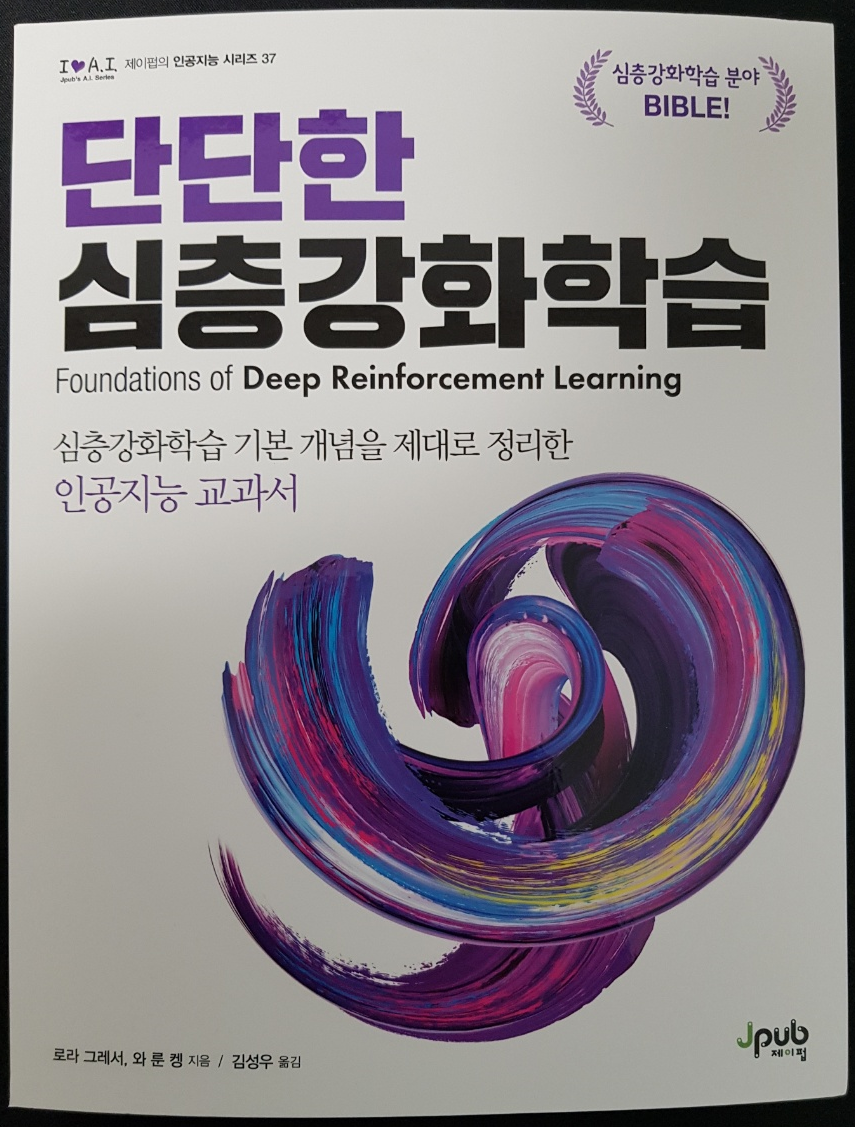 I♥A.I.
Jpub's A.I. Series
제이펍의 인공지능 시리즈 37
심층강화학습 분야
BIBLE!
단단한
심층강화학습
Foundations of Deep Reinforcement Learning
심층강화학습 기본 개념을 제대로 정리한
인공지능 교과서
로라 그레서, 와 룬 켕 지음 / 김성우 옮김
Jpub
제이펍